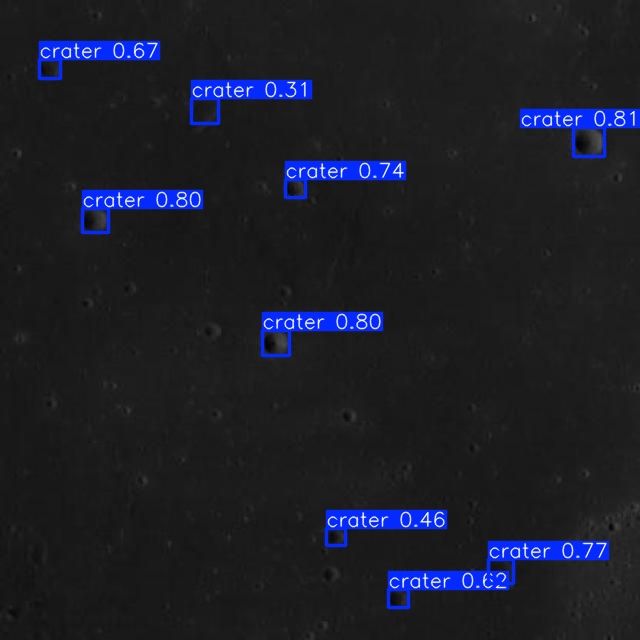 crater 0.67
crater 0.31
crater 0.81
crater 0.74
crater 0.80
crater 0.80
crater 0.46
crater 0.77
crater 0.62